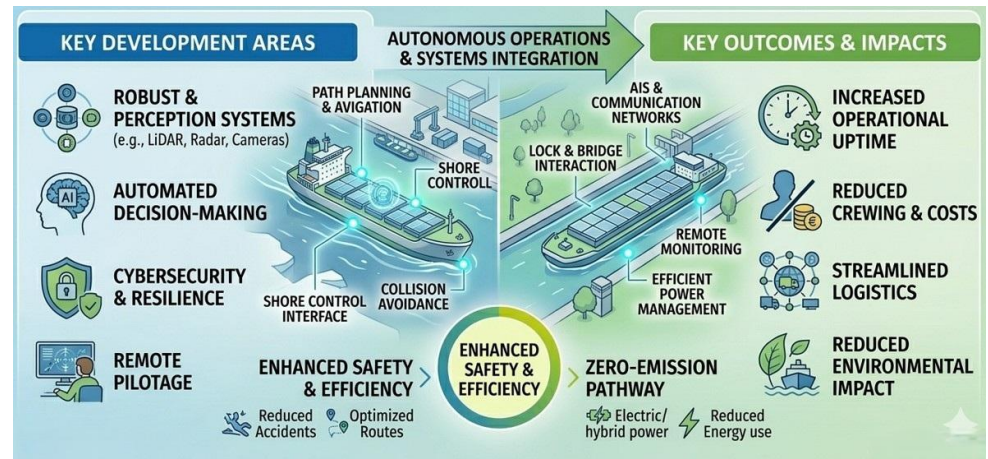 KEY DEVELOPMENT AREAS
AUTONOMOUS OPERATIONS
& SYSTEMS INTEGRATION
KEY OUTCOMES & IMPACTS
ROBUST &
PERCEPTION SYSTEMS
(e.g., LiDAR, Radar, Cameras)
AI
AUTOMATED
DECISION-MAKING
CYBERSECURITY
& RESILIENCE
REMOTE
PILOTAGE
PATH PLANNING
& AVIGATION
SHORE
CONTROLL
SHORE CONTROL
INTERFACE
COLLISION
AVOIDANCE
AIS &
COMMUNICATION
NETWORKS
LOCK & BRIDGE
INTERACTION
REMOTE
MONITORING
EFFICIENT
POWER
MANAGEMENT
INCREASED
OPERATIONAL
UPTIME
REDUCED
CREWING & COSTS
€
STREAMLINED
LOGISTICS
REDUCED
ENVIRONMENTAL
IMPACT
ENHANCED SAFETY
& EFFICIENCY
Reduced
Accidents
Optimized
Routes
ENHANCED
SAFETY &
EFFICIENCY
ZERO-EMISSION
PATHWAY
Electric/
hybrid power
Reduced
Energy use